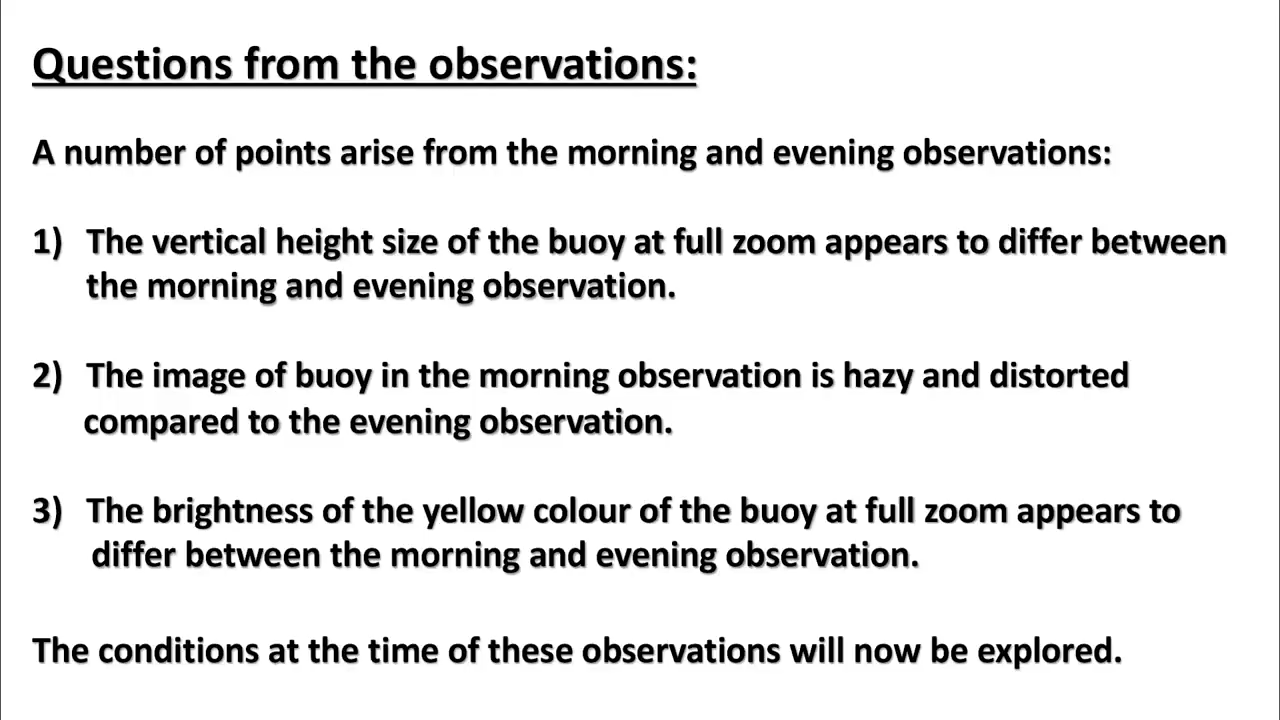 Questions from the observations:
A number of points arise from the morning and evening observations:
1) The vertical height size of the buoy at full zoom appears to differ between
the morning and evening observation.
2) The image of buoy in the morning observation is hazy and distorted
compared to the evening observation.
3) The brightness of the yellow colour of the buoy at full zoom appears to
differ between the morning and evening observation.
The conditions at the time of these observations will now be explored.